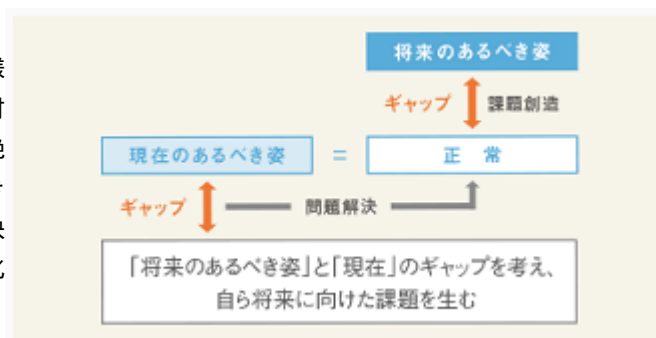 将来のあるべき姿
ギャップ 課題創造
現在のあるべき姿 = 正常
ギャップ 問題解決
「将来のあるべき姿」と「現在」のギャップを考え、
自ら将来に向けた課題を生む